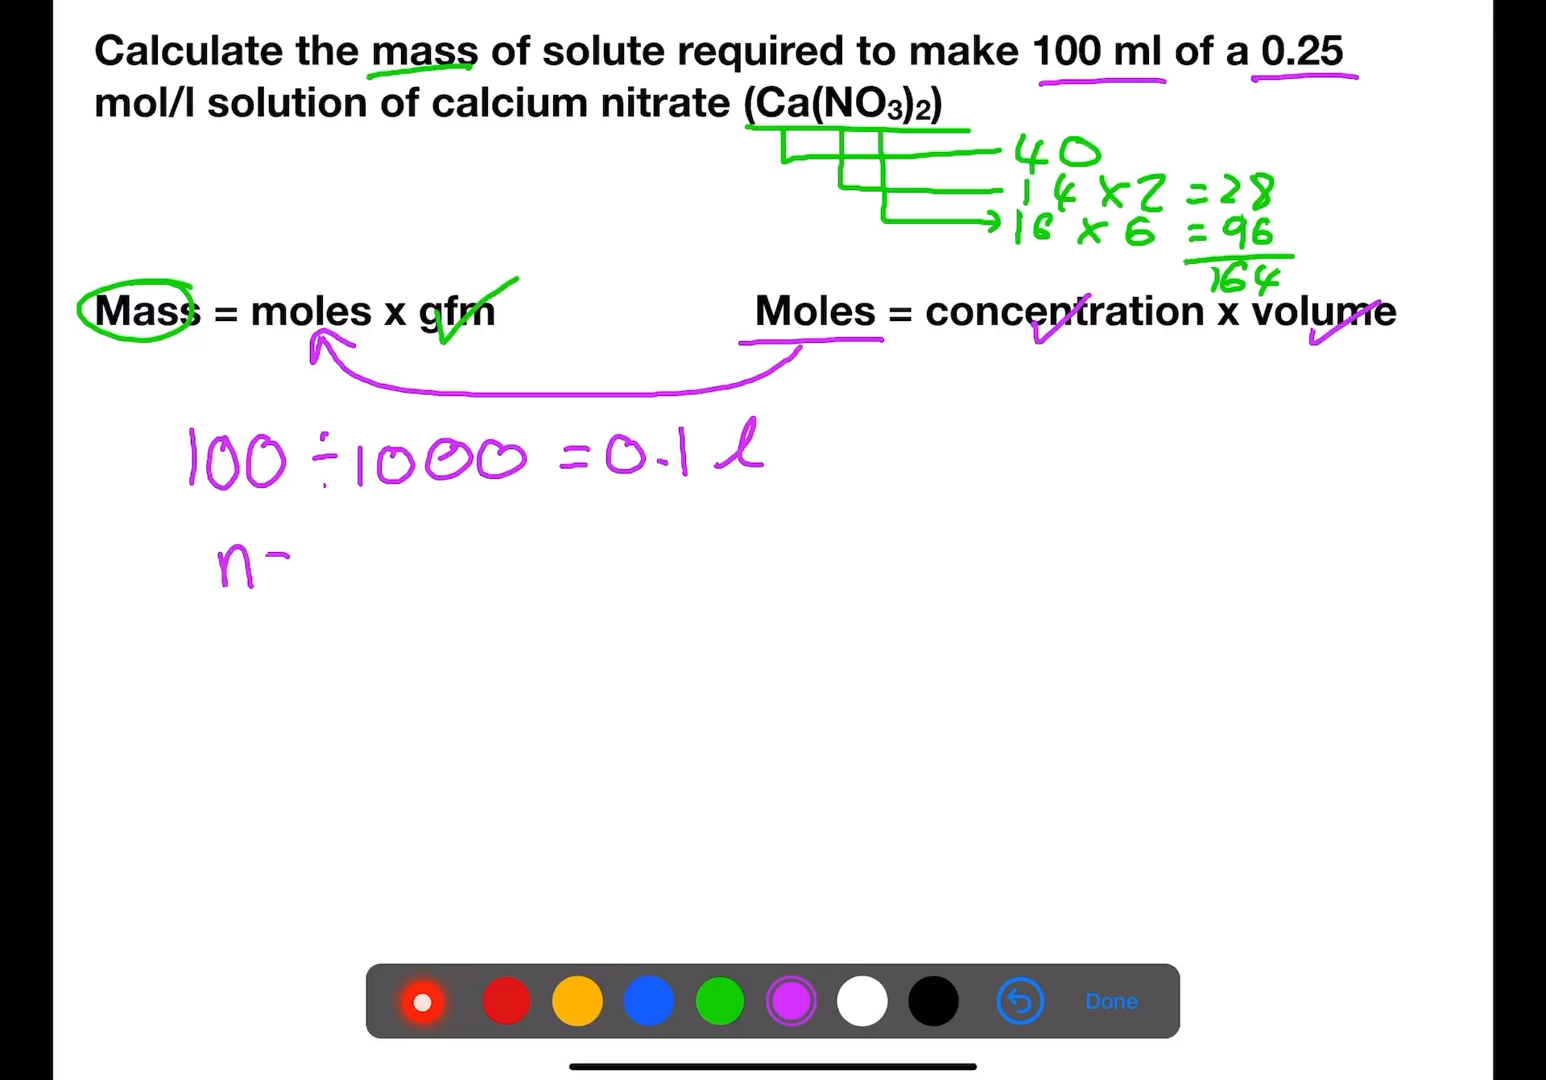 Calculate the mass of solute required to make 100 ml of a 0.25
mol/l solution of calcium nitrate (Ca(NO3)2)
40
14 x 2 = 28
16 x 6 = 96
164
Mass = moles x gfm
Moles = concentration x volume
100 ÷ 1000 = 0.1 l
n -
Done